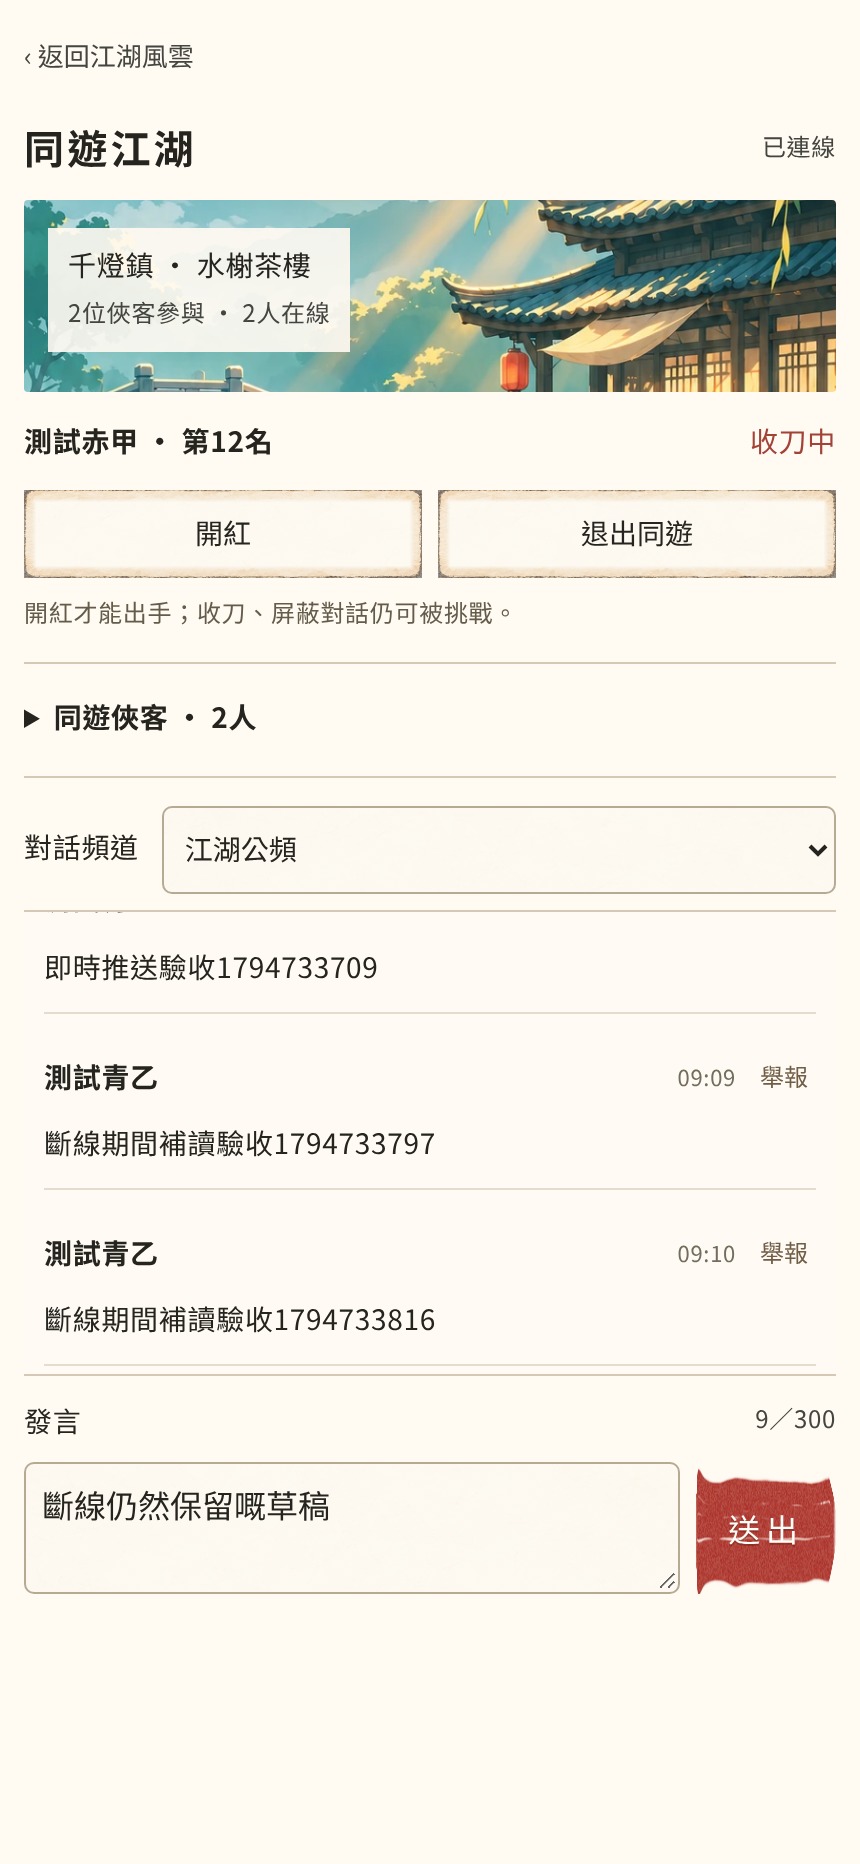 ‹ 返回江湖風雲
同遊江湖
已連線
千燈鎮 · 水榭茶樓
2位俠客參與 · 2人在線
測試赤甲 · 第12名
收刀中
開紅
退出同遊
開紅才能出手；收刀、屏蔽對話仍可被挑戰。
▶ 同遊俠客 · 2人
對話頻道
江湖公頻
即時推送驗收1794733709
測試青乙
09:09 舉報
斷線期間補讀驗收1794733797
測試青乙
09:10 舉報
斷線期間補讀驗收1794733816
發言
9／300
斷線仍然保留嘅草稿
送出